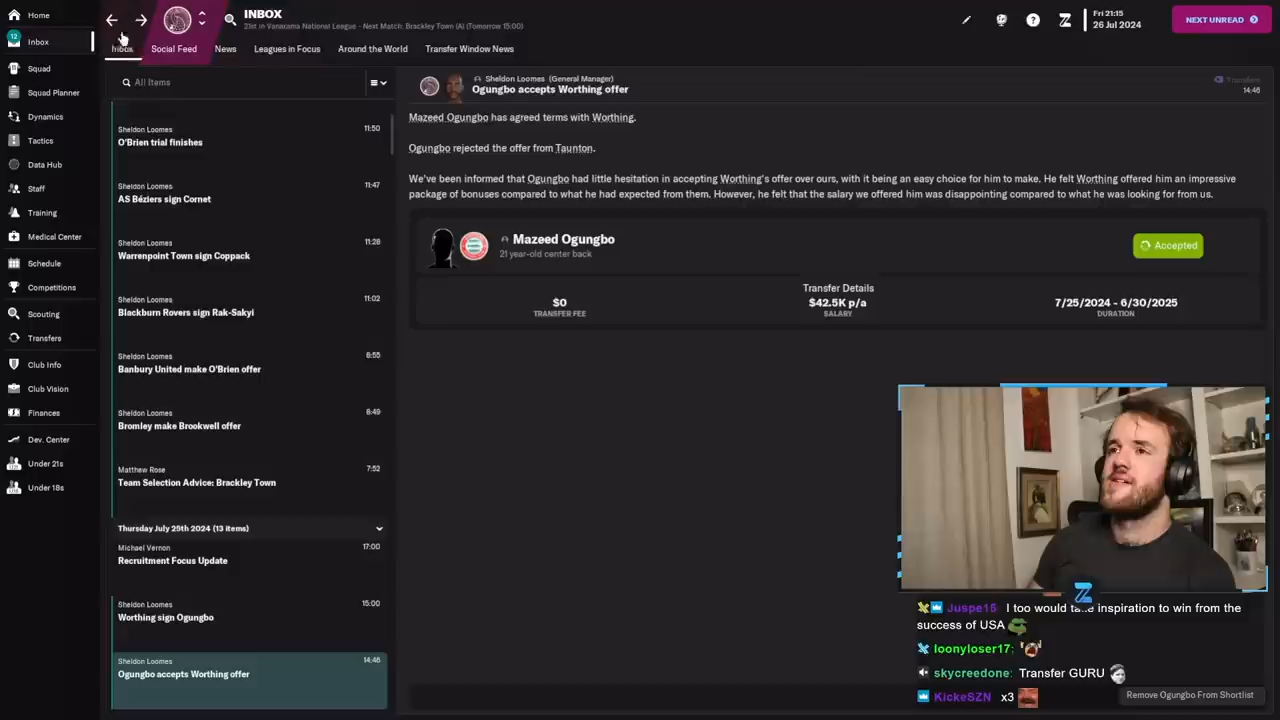 Home
12
Inbox
Squad
Squad Planner
Dynamics
Tactics
Data Hub
Staff
Training
Medical Center
Schedule
Competitions
Scouting
Transfers
Club Info
Club Vision
Finances
Dev. Center
Under 21s
Under 18s
INBOX
21st in Vanarama National League - Next Match: Brackley Town (A) (Tomorrow 15:00)
Fri 21:15
26 Jul 2024
NEXT UNREAD
Inbox
Social Feed
News
Leagues in Focus
Around the World
Transfer Window News
All Items
Sheldon Loomes 11:50
O'Brien trial finishes
Sheldon Loomes 11:47
AS Béziers sign Cornet
Sheldon Loomes 11:28
Warrenpoint Town sign Coppack
Sheldon Loomes 11:02
Blackburn Rovers sign Rak-Sakyi
Sheldon Loomes 8:55
Banbury United make O'Brien offer
Sheldon Loomes 8:49
Bromley make Brookwell offer
Matthew Rose 7:52
Team Selection Advice: Brackley Town
Thursday July 25th 2024 (13 items)
Michael Vernon 17:00
Recruitment Focus Update
Sheldon Loomes 15:00
Worthing sign Ogungbo
Sheldon Loomes 14:46
Ogungbo accepts Worthing offer
Sheldon Loomes (General Manager)
Ogungbo accepts Worthing offer
Transfers
14:46
Mazeed Ogungbo has agreed terms with Worthing.
Ogungbo rejected the offer from Taunton.
We've been informed that Ogungbo had little hesitation in accepting Worthing's offer over ours, with it being an easy choice for him to make. He felt Worthing offered him an impressive
package of bonuses compared to what he had expected from them. However, he felt that the salary we offered him was disappointing compared to what he was looking for from us.
Mazeed Ogungbo
21 year-old center back
Accepted
Transfer Details
$0
TRANSFER FEE
$42.5K p/a
SALARY
7/25/2024 - 6/30/2025
DURATION
Juspe16 I too would take inspiration to win from the
success of USA
loonyloser17:
skycreedone: Transfer GURU
KickeSZN x3
Remove Ogungbo From Shortlist